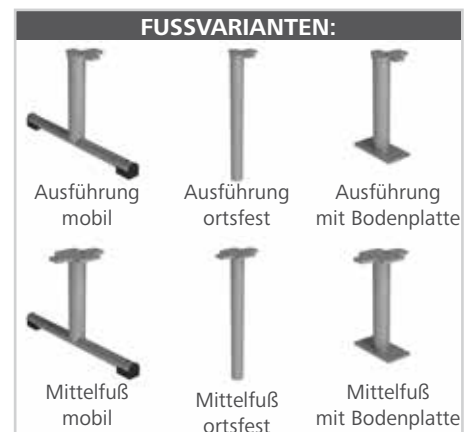 FUSSVARIANTEN:
Ausführung
mobil
Ausführung
ortsfest
Ausführung
mit Bodenplatte
Mittelfuß
mobil
Mittelfuß
ortsfest
Mittelfuß
mit Bodenplatte